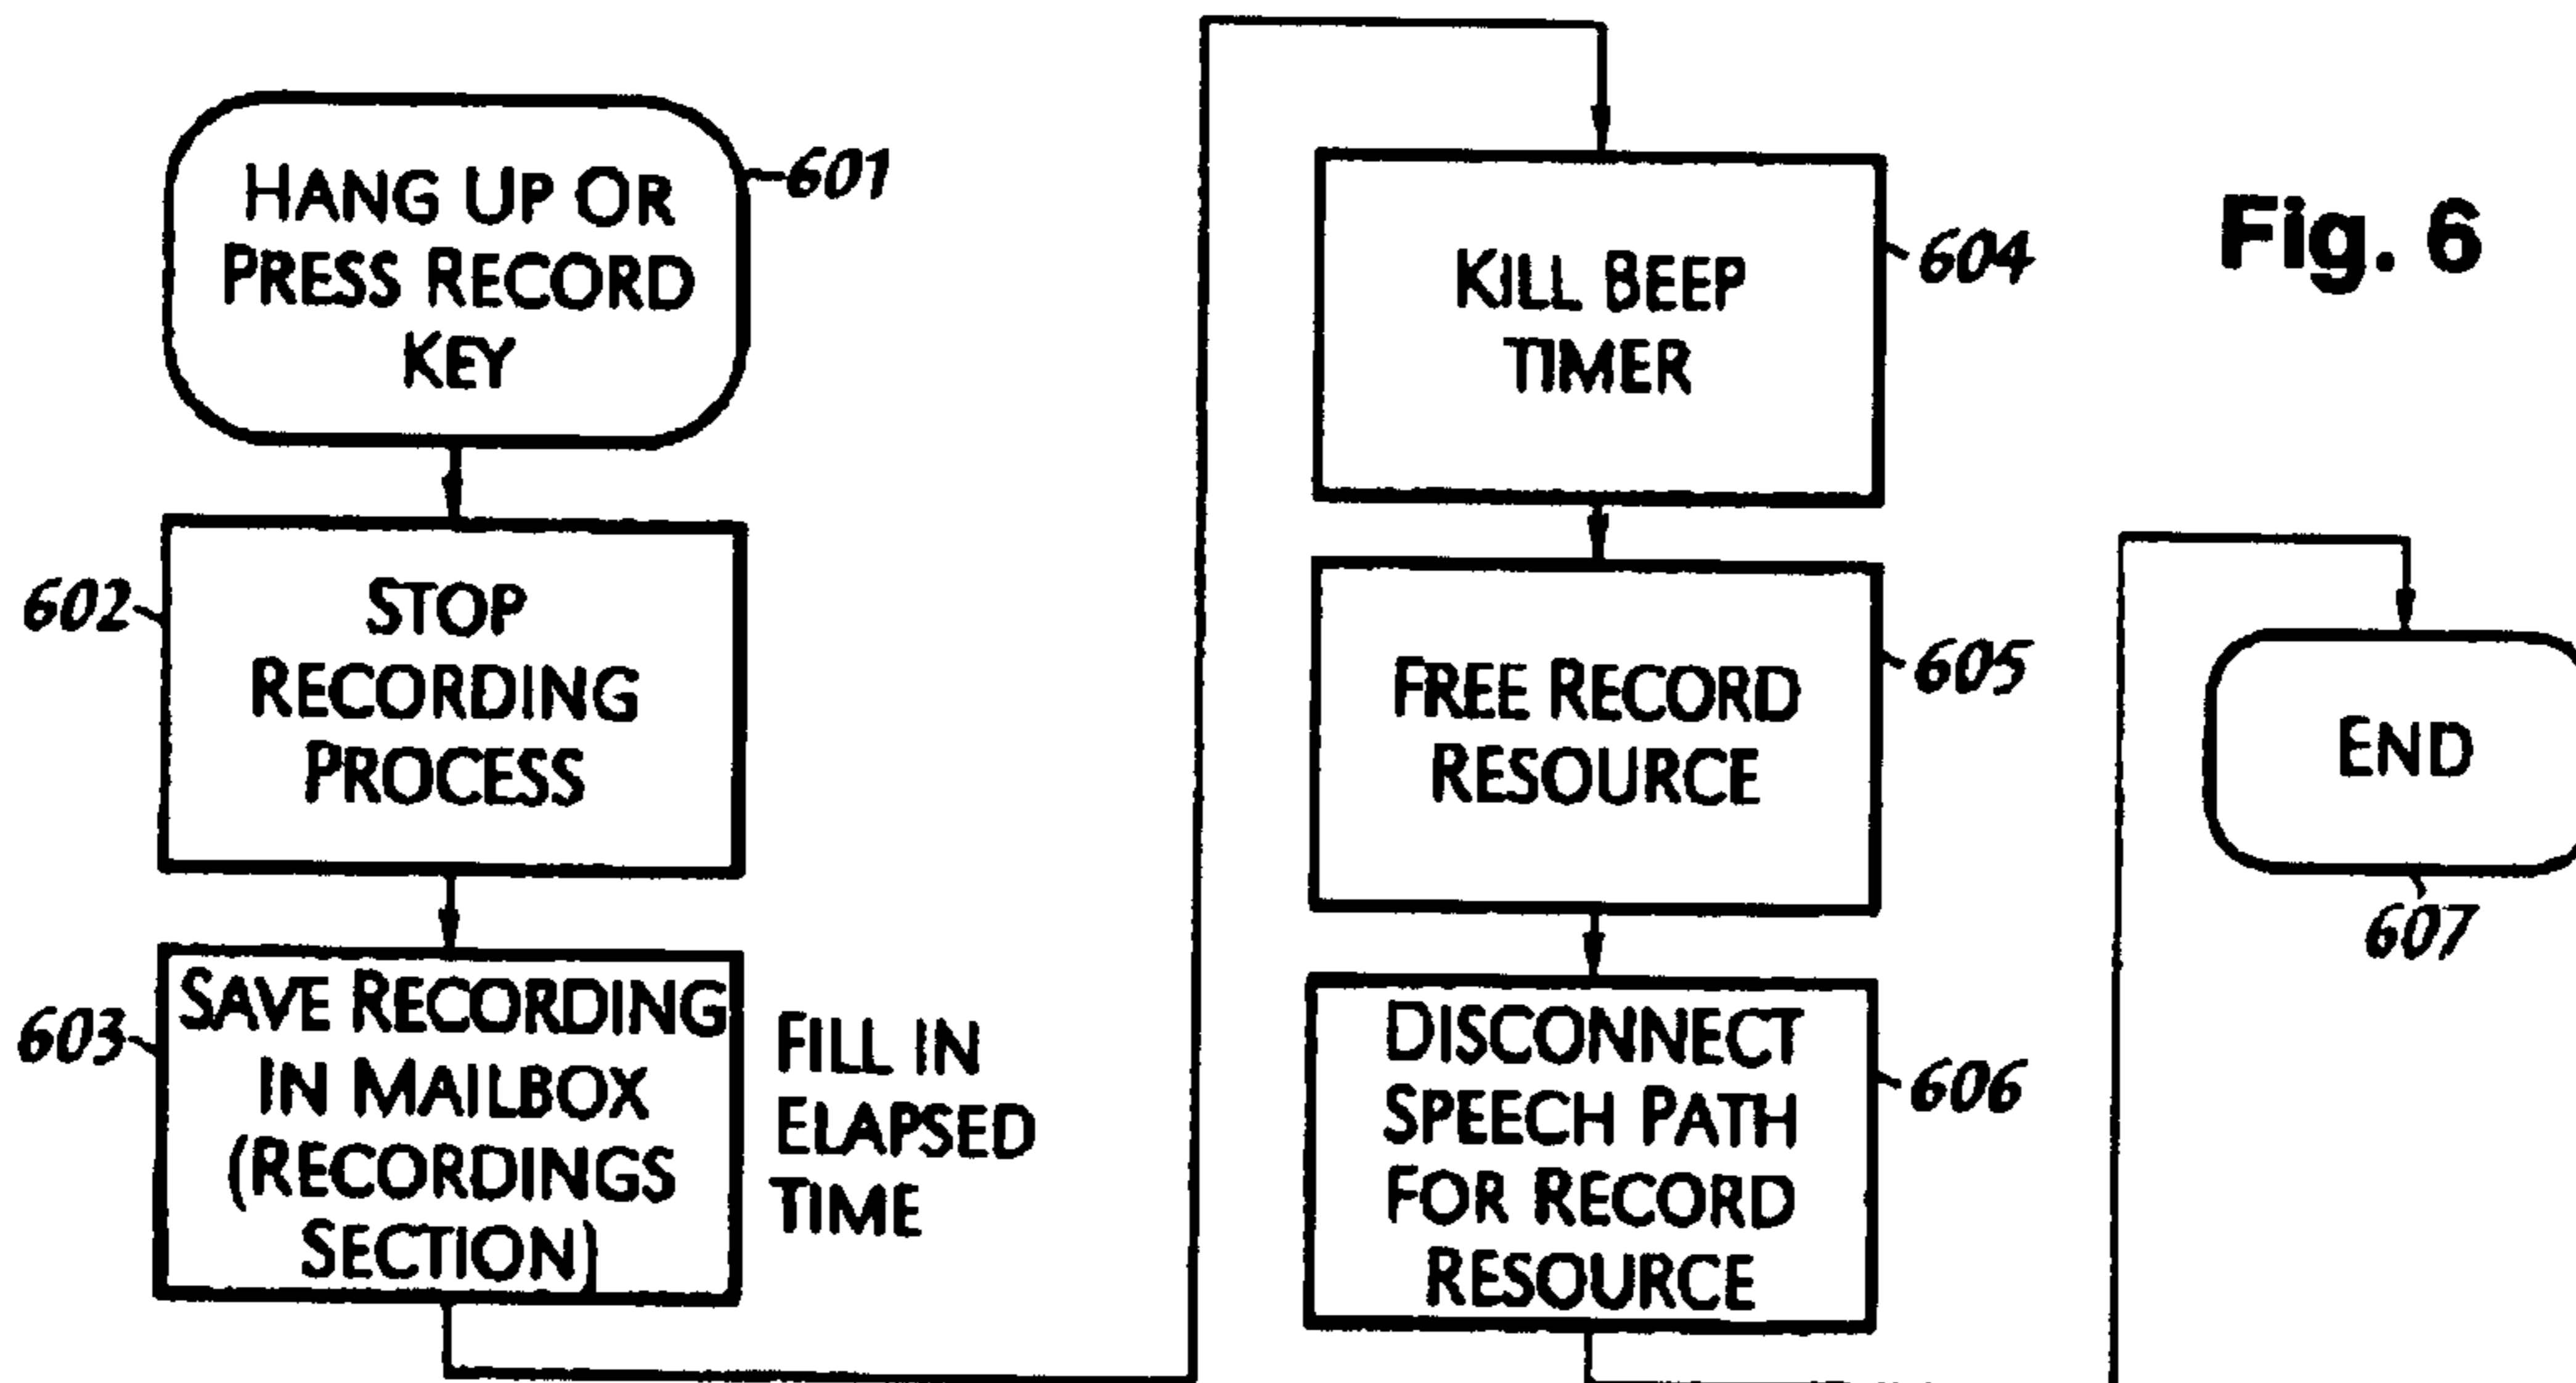 HANG UP OR
PRESS RECORD
KEY
601
602
STOP
RECORDING
PROCESS
603
SAVE RECORDING
IN MAILBOX
(RECORDINGS
SECTION)
FILL IN
ELAPSED
TIME
KILL BEEP
TIMER
604
FREE RECORD
RESOURCE
605
DISCONNECT
SPEECH PATH
FOR RECORD
RESOURCE
606
Fig. 6
END
607